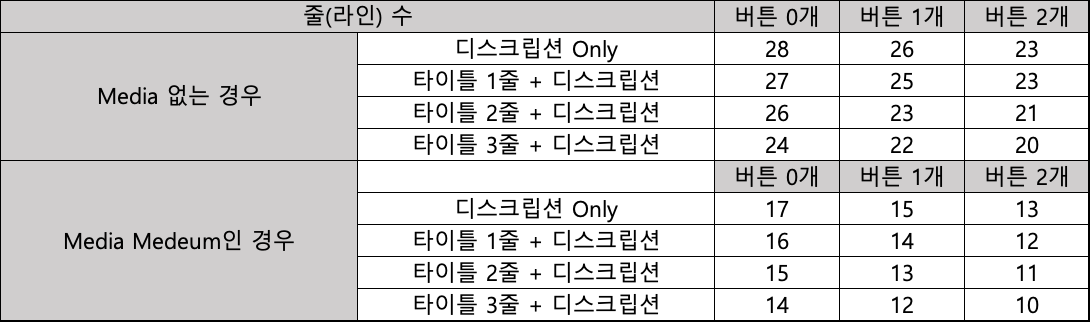 줄(라인) 수 버튼 0개 버튼 1개 버튼 2개
Media 없는 경우
디스크립션 Only 28 26 23
타이틀 1줄 + 디스크립션 27 25 23
타이틀 2줄 + 디스크립션 26 23 21
타이틀 3줄 + 디스크립션 24 22 20
버튼 0개 버튼 1개 버튼 2개
Media Medeum인 경우
디스크립션 Only 17 15 13
타이틀 1줄 + 디스크립션 16 14 12
타이틀 2줄 + 디스크립션 15 13 11
타이틀 3줄 + 디스크립션 14 12 10